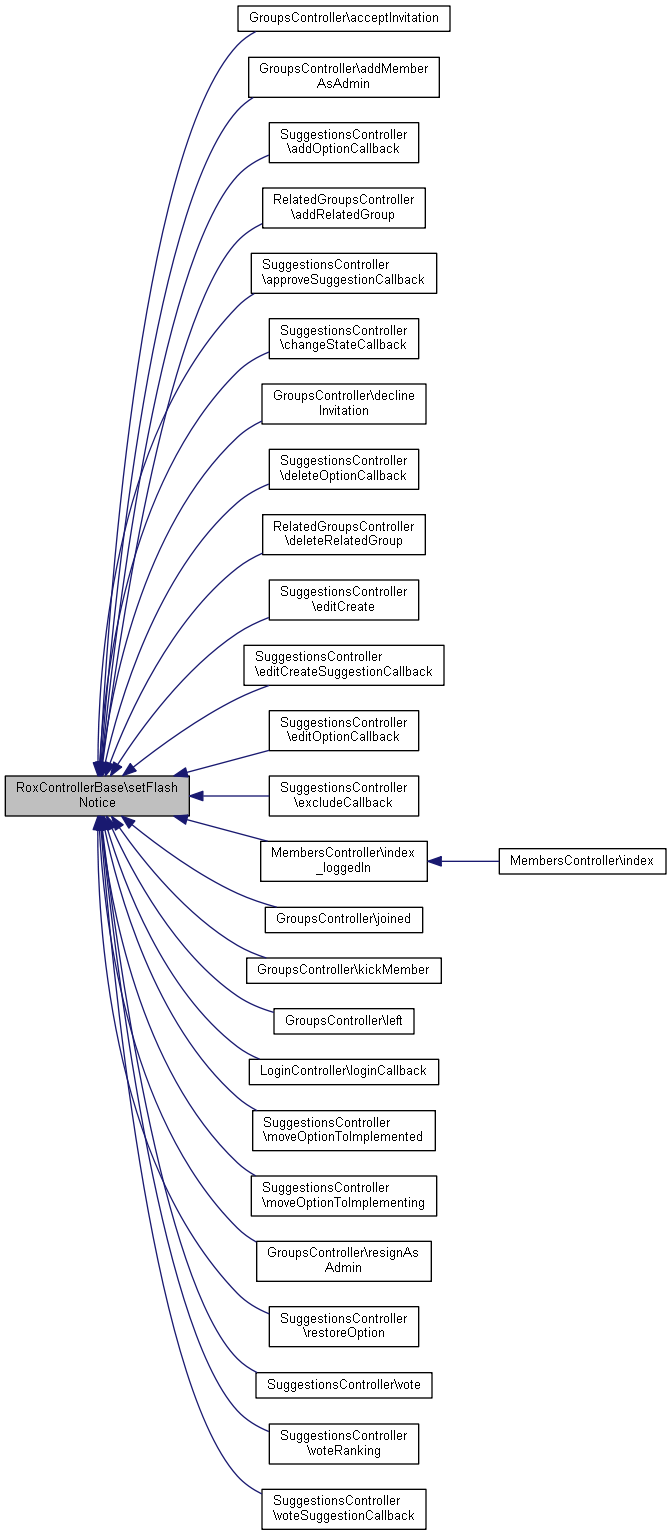 GroupsController\acceptInvitation
GroupsController\addMember
AsAdmin
SuggestionsController
\addOptionCallback
RelatedGroupsController
\addRelatedGroup
SuggestionsController
\approveSuggestionCallback
SuggestionsController
\changeStateCallback
GroupsController\decline
Invitation
SuggestionsController
\deleteOptionCallback
RelatedGroupsController
\deleteRelatedGroup
SuggestionsController
\editCreate
SuggestionsController
\editCreateSuggestionCallback
SuggestionsController
\editOptionCallback
RoxControllerBase\setFlash
Notice
SuggestionsController
\excludeCallback
MembersController\index
_loggedIn
MembersController\index
GroupsController\joined
GroupsController\kickMember
GroupsController\left
LoginController\loginCallback
SuggestionsController
\moveOptionToImplemented
SuggestionsController
\moveOptionToImplementing
GroupsController\resignAs
Admin
SuggestionsController
\restoreOption
SuggestionsController\vote
SuggestionsController
\voteRanking
SuggestionsController
\voteSuggestionCallback